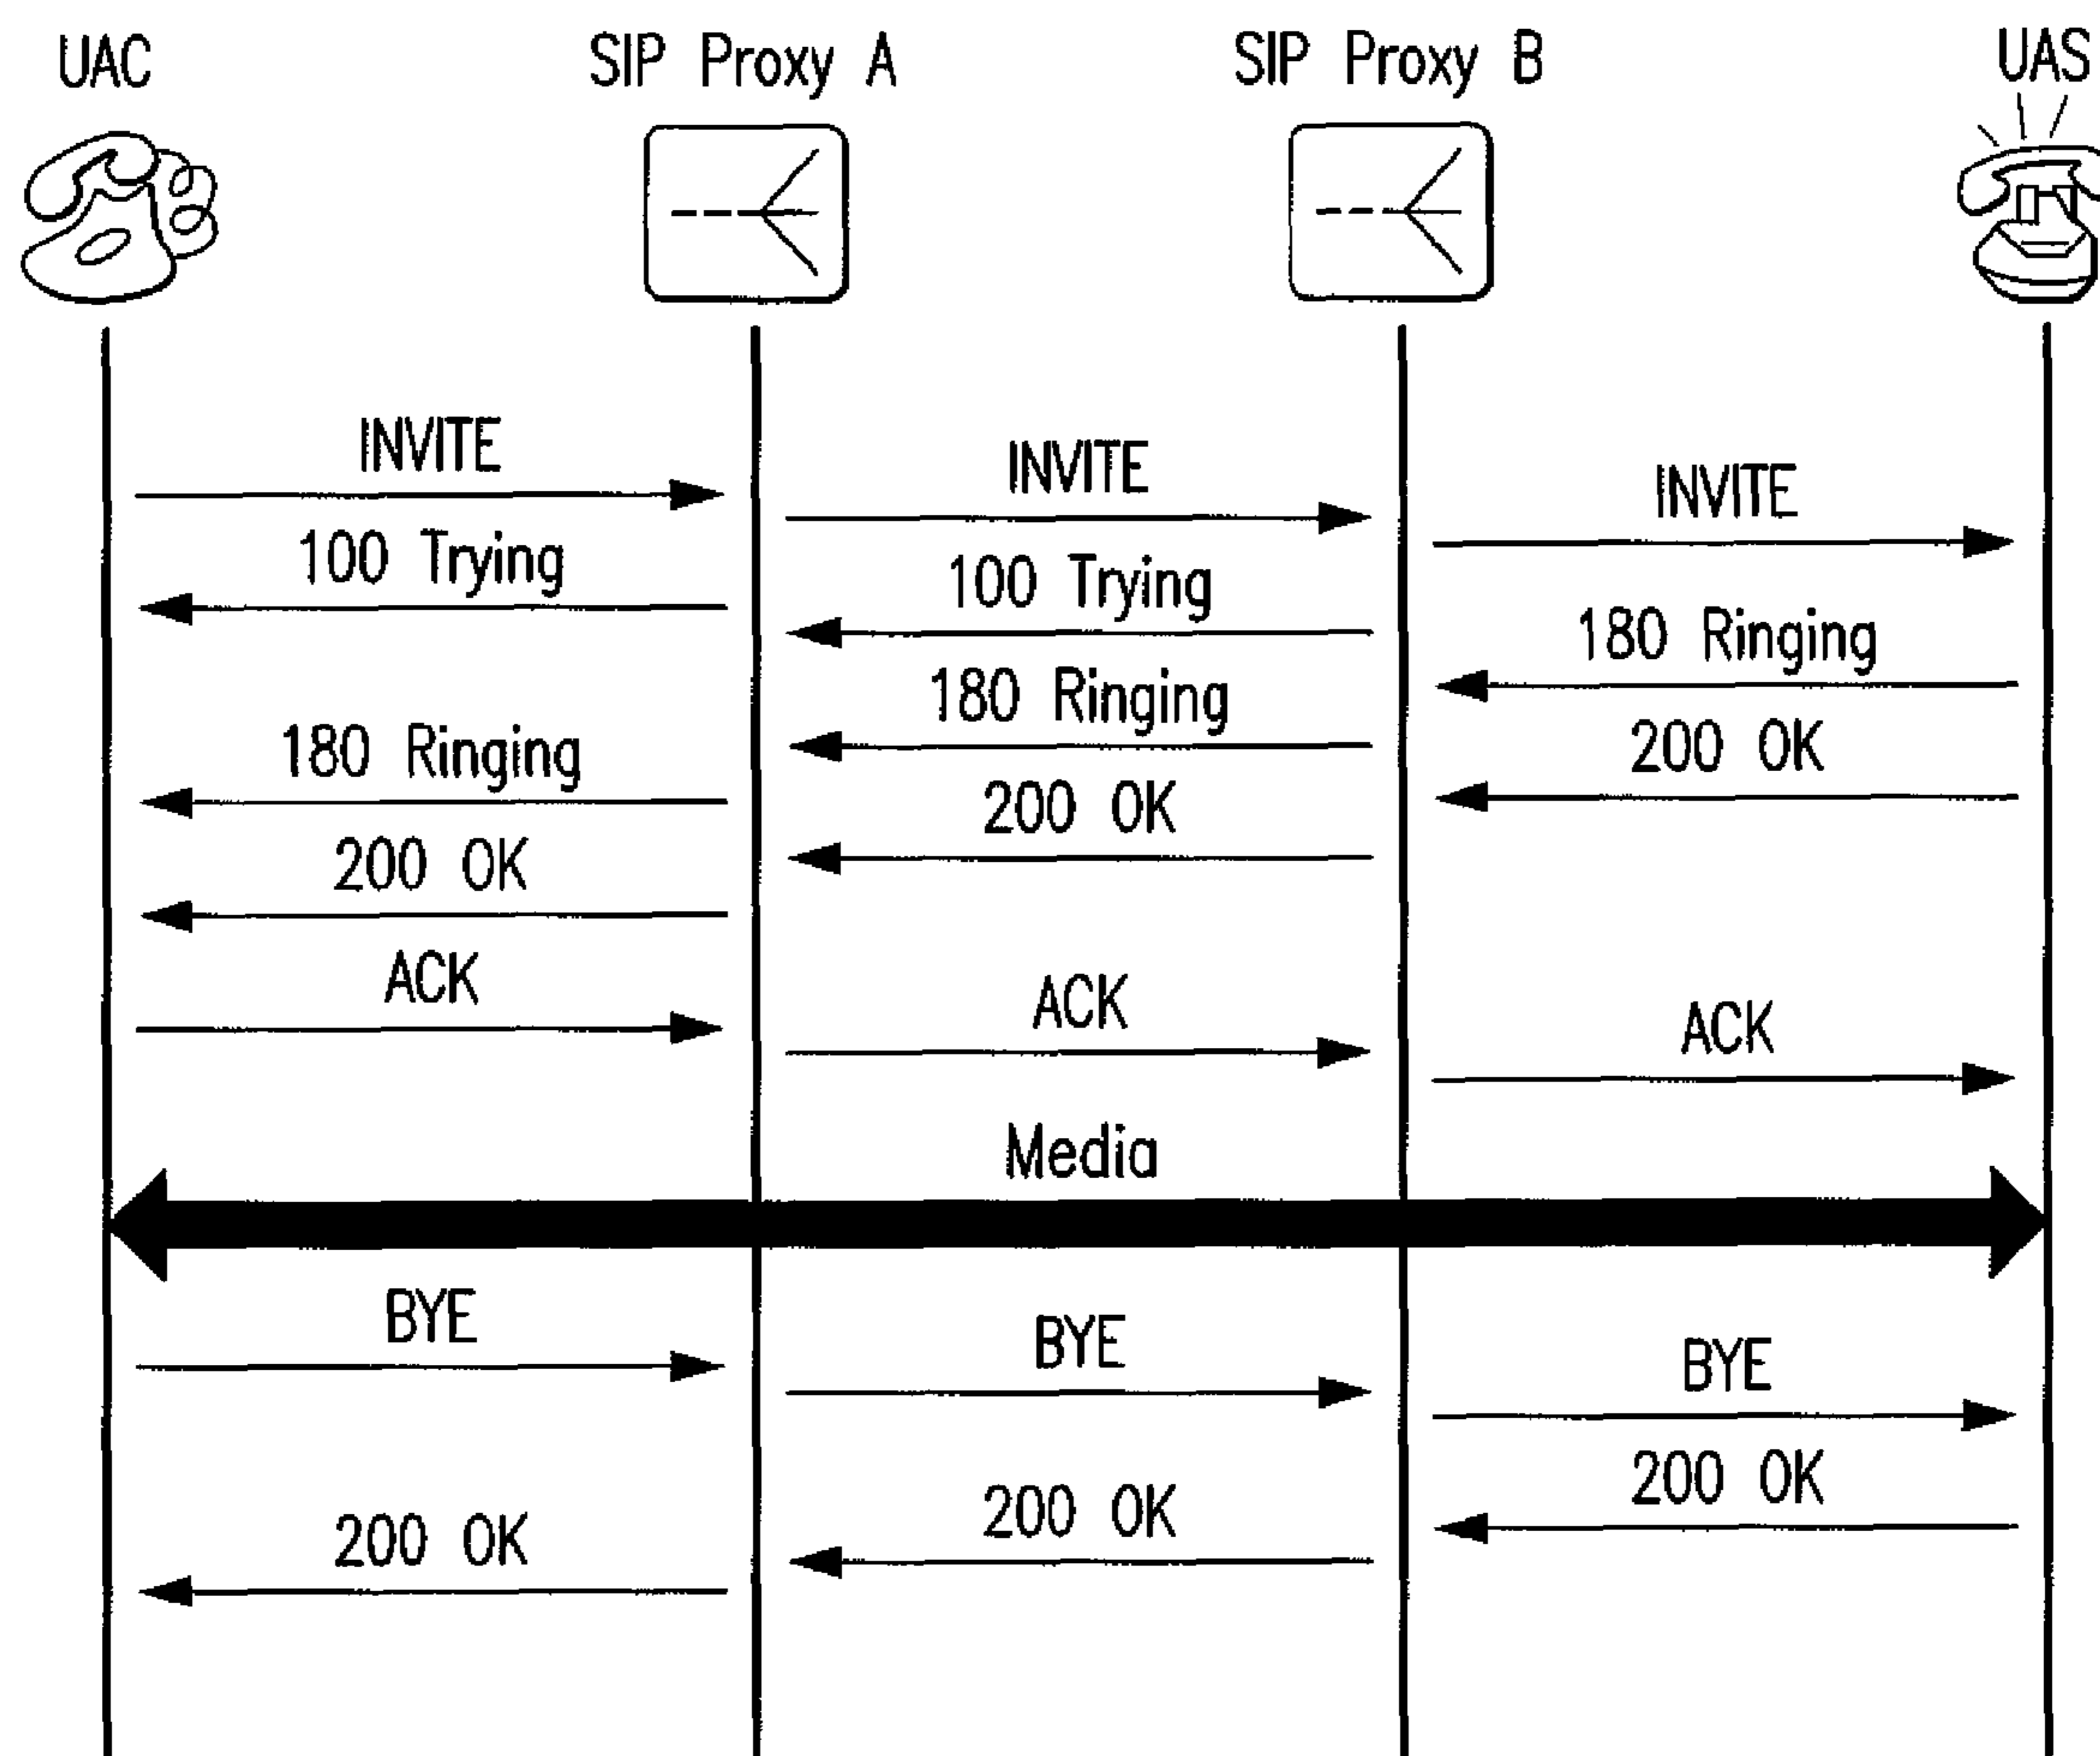 UAC
SIP Proxy A
SIP Proxy B
UAS
INVITE
INVITE
INVITE
100 Trying
100 Trying
180 Ringing
180 Ringing
200 OK
180 Ringing
200 OK
200 OK
ACK
ACK
ACK
Media
BYE
BYE
BYE
200 OK
200 OK
200 OK